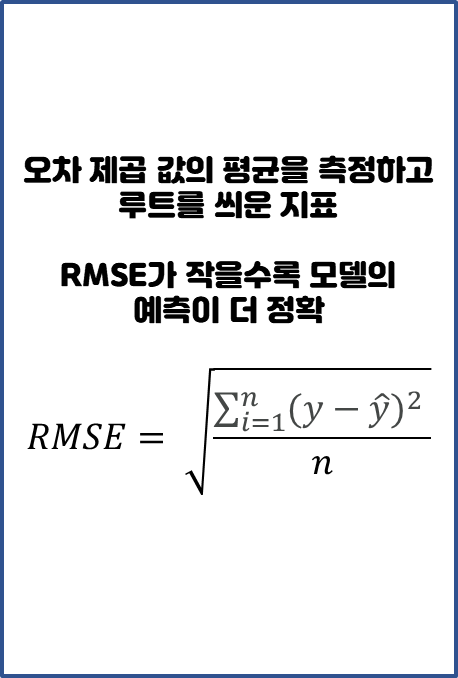 오차 제곱 값의 평균을 측정하고
루트를 씌운 지표
RMSE가 작을수록 모델의
예측이 더 정확
RMSE = √(∑ⁿᵢ₌₁(y − ŷ)² / n)